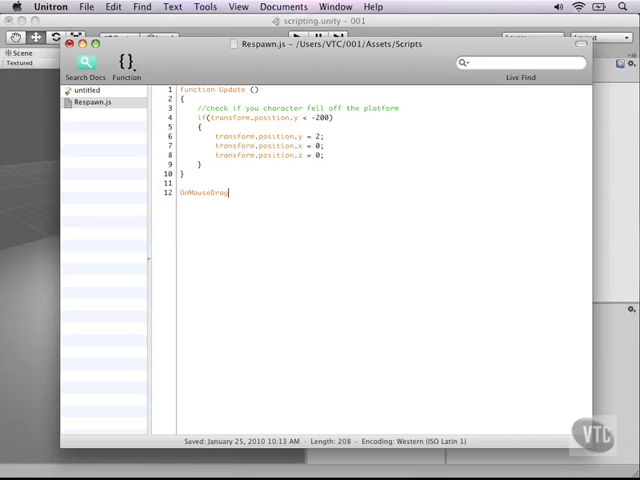 Unitron File Edit Find Text Tools View Documents Window Help
scripting.unity - 001
Scene
Textured
Respawn.js - /Users/VTC/001/Assets/Scripts
Search Docs Function
Live Find
untitled
Respawn.js
1 function Update ()
2 {
3 //check if you character fell off the platform
4 if(transform.position.y < -200)
5 {
6 transform.position.y = 2;
7 transform.position.x = 0;
8 transform.position.z = 0;
9 }
10 }
11
12 OnMouseDrag
Saved: January 25, 2010 10:13 AM - Length: 208 - Encoding: Western (ISO Latin 1)
VTC